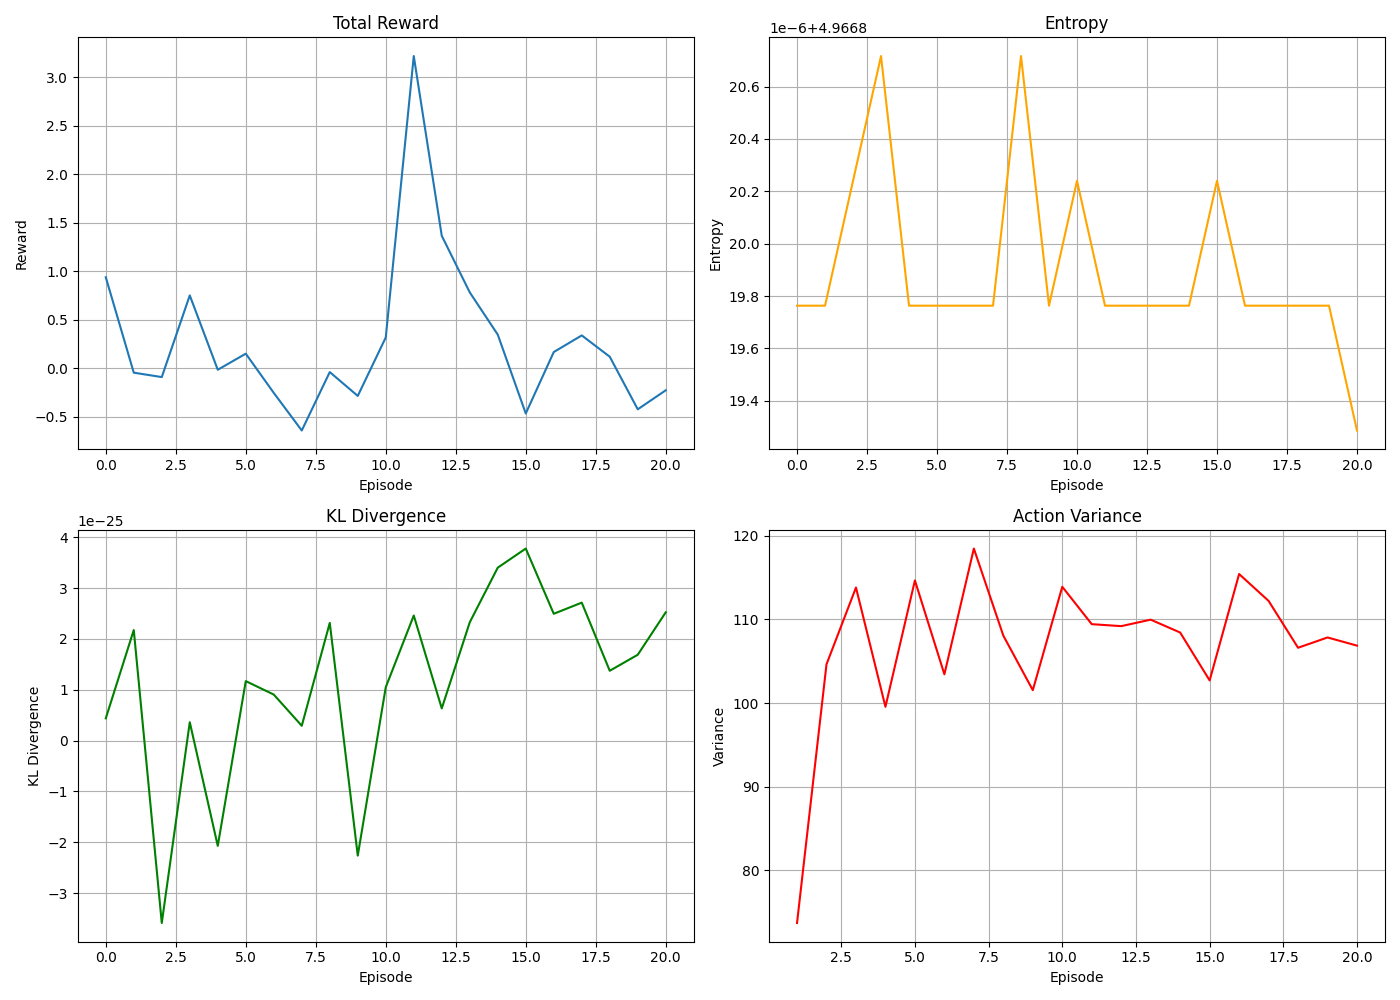 Total Reward
Reward
3.0
2.5
2.0
1.5
1.0
0.5
0.0
−0.5
0.0 2.5 5.0 7.5 10.0 12.5 15.0 17.5 20.0
Episode
Entropy
1e−6+4.9668
Entropy
20.6
20.4
20.2
20.0
19.8
19.6
19.4
0.0 2.5 5.0 7.5 10.0 12.5 15.0 17.5 20.0
Episode
KL Divergence
1e−25
KL Divergence
4
3
2
1
0
−1
−2
−3
0.0 2.5 5.0 7.5 10.0 12.5 15.0 17.5 20.0
Episode
Action Variance
Variance
120
110
100
90
80
2.5 5.0 7.5 10.0 12.5 15.0 17.5 20.0
Episode